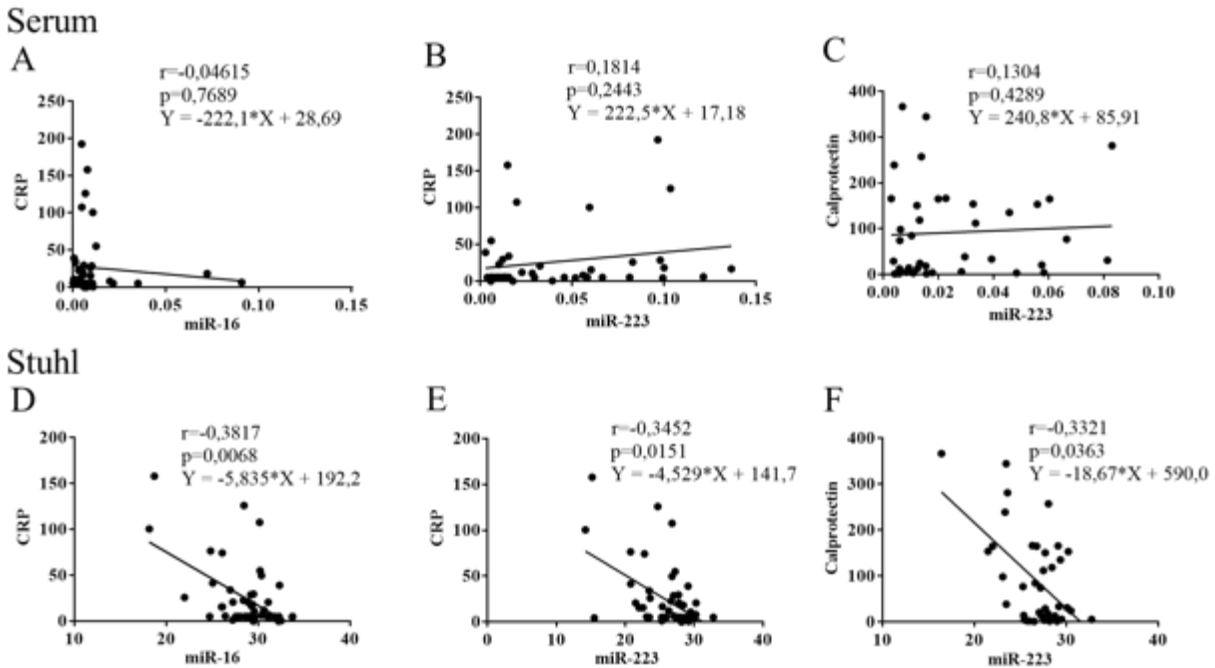 Serum
A
r=-0,04615
p=0,7689
Y = -222,1*X + 28,69
250
200
150
100
50
0
CRP
0.00
0.05
0.10
0.15
miR-16
B
r=0,1814
p=0,2443
Y = 222,5*X + 17,18
250
200
150
100
50
0
CRP
0.00
0.05
0.10
0.15
miR-223
C
r=0,1304
p=0,4289
Y = 240,8*X + 85,91
400
300
200
100
0
Calprotectin
0.00
0.02
0.04
0.06
0.08
0.10
miR-223
Stuhl
D
r=-0,3817
p=0,0068
Y = -5,835*X + 192,2
200
150
100
50
0
CRP
10
20
30
40
miR-16
E
r=-0,3452
p=0,0151
Y = -4,529*X + 141,7
200
150
100
50
0
CRP
0
10
20
30
40
miR-223
F
r=-0,3321
p=0,0363
Y = -18,67*X + 590,0
400
300
200
100
0
Calprotectin
10
20
30
40
miR-223